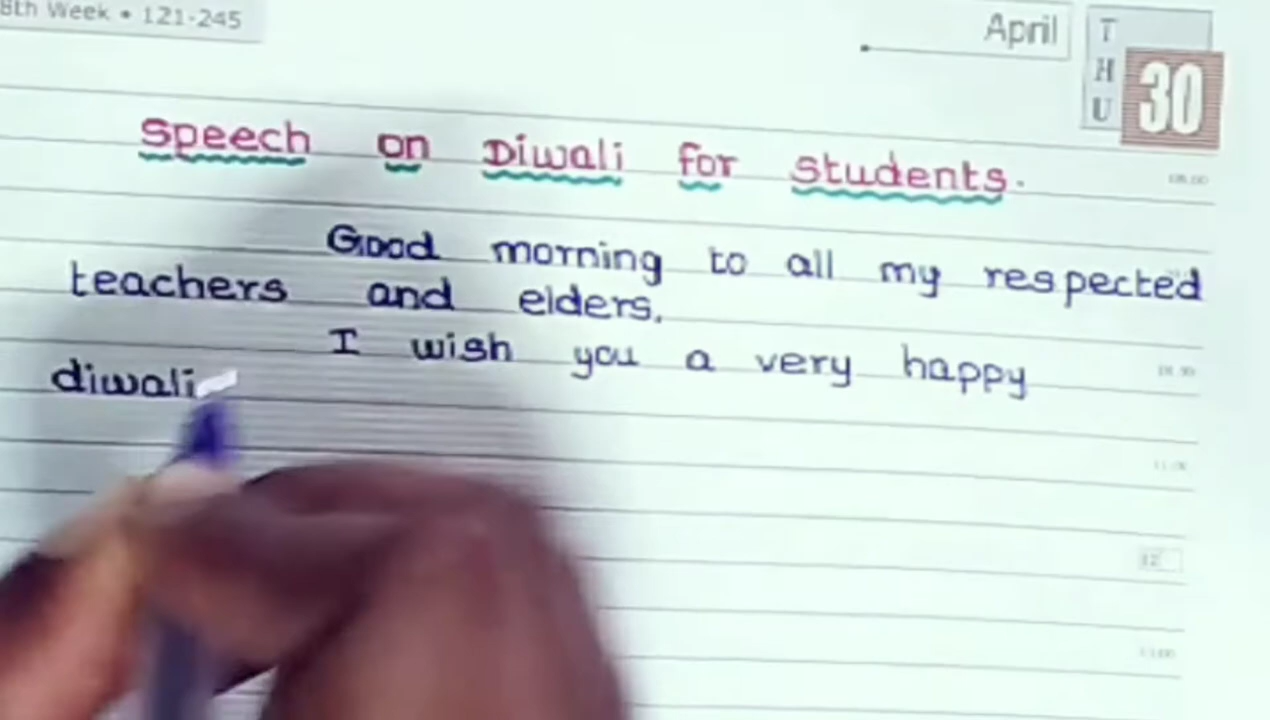 8th Week • 121-245
April
THU
30
Speech on Diwali for students.
Good morning to all my respected
teachers and elders.
I wish you a very happy
diwali